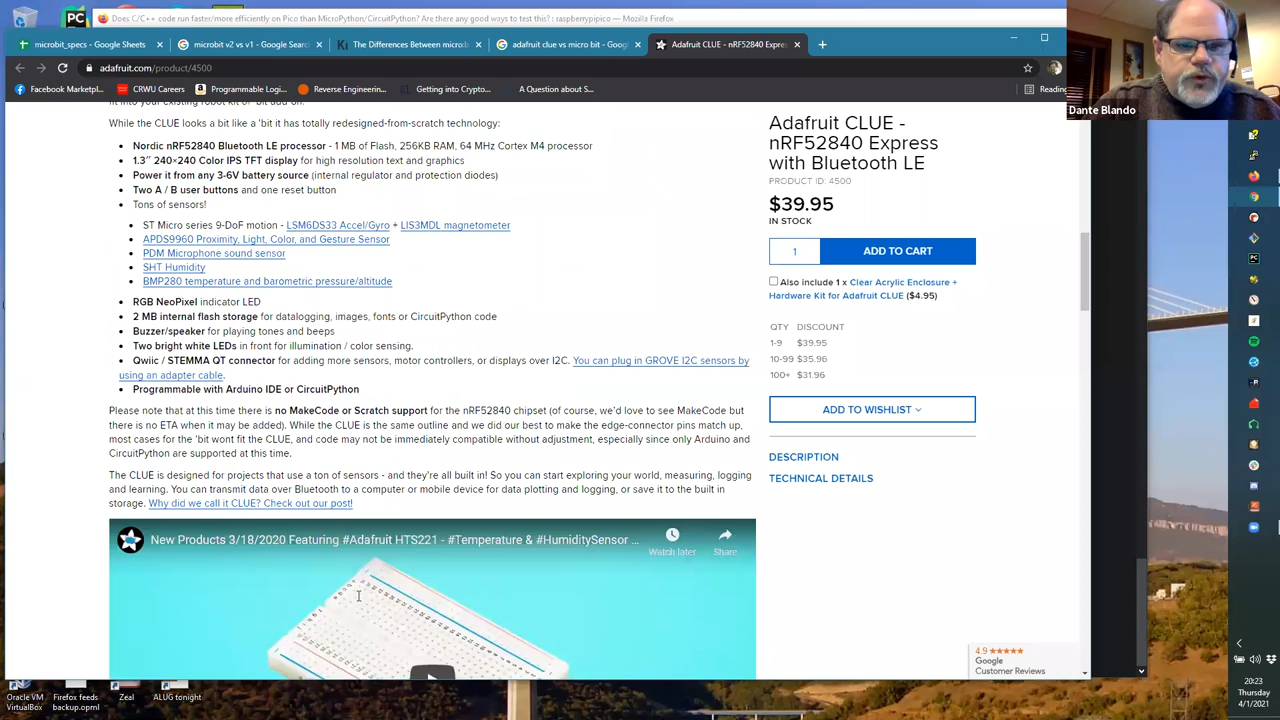 PC
Does C/C++ code run faster/more efficiently on Pico than MicroPython/CircuitPython? Are there any good ways to test this? : raspberrypipico — Mozilla Firefox
microbit_specs - Google Sheets
microbit v2 vs v1 - Google Sear
The Differences Between micro:b
adafruit clue vs micro bit - Goog
Adafruit CLUE - nRF52840 Expres
adafruit.com/product/4500
Facebook Marketpl...
CRWU Careers
Programmable Logi...
Reverse Engineering...
Getting into Crypto...
A Question about S...
Reading
Dante Blando
fit into your existing robot kit or 'bit add-on.
While the CLUE looks a bit like a 'bit it has totally redesigned-from-scratch technology:
Nordic nRF52840 Bluetooth LE processor - 1 MB of Flash, 256KB RAM, 64 MHz Cortex M4 processor
1.3″ 240×240 Color IPS TFT display for high resolution text and graphics
Power it from any 3-6V battery source (internal regulator and protection diodes)
Two A / B user buttons and one reset button
Tons of sensors!
ST Micro series 9-DoF motion - LSM6DS33 Accel/Gyro + LIS3MDL magnetometer
APDS9960 Proximity, Light, Color, and Gesture Sensor
PDM Microphone sound sensor
SHT Humidity
BMP280 temperature and barometric pressure/altitude
RGB NeoPixel indicator LED
2 MB internal flash storage for datalogging, images, fonts or CircuitPython code
Buzzer/speaker for playing tones and beeps
Two bright white LEDs in front for illumination / color sensing.
Qwiic / STEMMA QT connector for adding more sensors, motor controllers, or displays over I2C. You can plug in GROVE I2C sensors by
using an adapter cable.
Programmable with Arduino IDE or CircuitPython
Please note that at this time there is no MakeCode or Scratch support for the nRF52840 chipset (of course, we'd love to see MakeCode but
there is no ETA when it may be added). While the CLUE is the same outline and we did our best to make the edge-connector pins match up,
most cases for the 'bit wont fit the CLUE, and code may not be immediately compatible without adjustment, especially since only Arduino and
CircuitPython are supported at this time.
The CLUE is designed for projects that use a ton of sensors - and they're all built in! So you can start exploring your world, measuring, logging
and learning. You can transmit data over Bluetooth to a computer or mobile device for data plotting and logging, or save it to the built in
storage. Why did we call it CLUE? Check out our post!
New Products 3/18/2020 Featuring #Adafruit HTS221 - #Temperature & #HumiditySensor ...
Watch later
Share
Adafruit CLUE -
nRF52840 Express
with Bluetooth LE
PRODUCT ID: 4500
$39.95
IN STOCK
1
ADD TO CART
Also include 1 x Clear Acrylic Enclosure +
Hardware Kit for Adafruit CLUE ($4.95)
QTY DISCOUNT
1-9 $39.95
10-99 $35.96
100+ $31.96
ADD TO WISHLIST
DESCRIPTION
TECHNICAL DETAILS
4.9
Google
Customer Reviews
Oracle VM
VirtualBox
Firefox feeds
backup.opml
Zeal
ALUG tonight
20:23
Thursday
4/1/2021